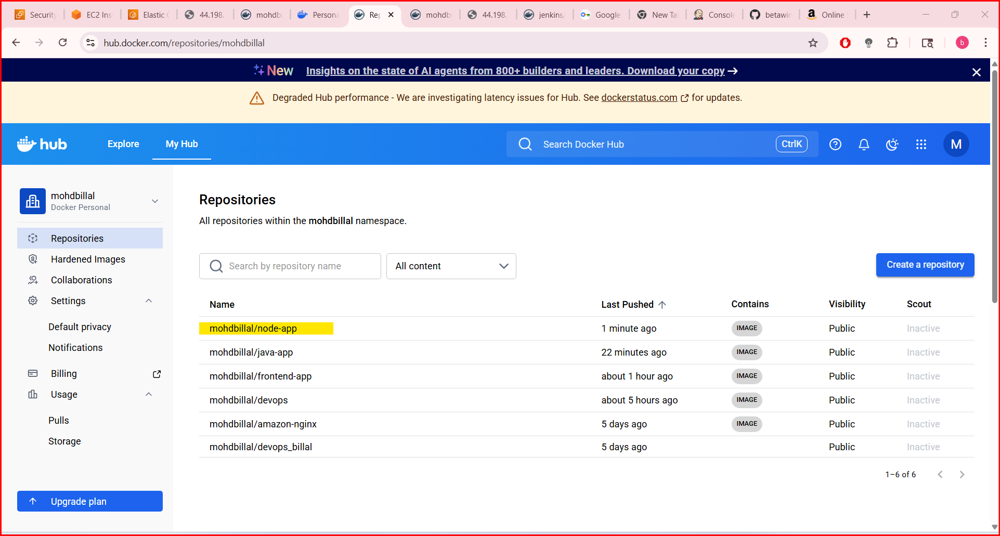 Security
EC2 Ins
Elastic
44.198.
mohdbi
Persona
Rep
mohdbi
44.198.
jenkins/
Google
New Ta
Console
betawin
Online
hub.docker.com/repositories/mohdbillal
b
New Insights on the state of AI agents from 800+ builders and leaders. Download your copy →
Degraded Hub performance - We are investigating latency issues for Hub. See dockerstatus.com for updates.
hub
Explore
My Hub
Search Docker Hub
CtrlK
M
mohdbillal
Docker Personal
Repositories
Hardened Images
Collaborations
Settings
Default privacy
Notifications
Billing
Usage
Pulls
Storage
Upgrade plan
Repositories
All repositories within the mohdbillal namespace.
Search by repository name
All content
Create a repository
Name Last Pushed Contains Visibility Scout
mohdbillal/node-app 1 minute ago IMAGE Public Inactive
mohdbillal/java-app 22 minutes ago IMAGE Public Inactive
mohdbillal/frontend-app about 1 hour ago IMAGE Public Inactive
mohdbillal/devops about 5 hours ago IMAGE Public Inactive
mohdbillal/amazon-nginx 5 days ago IMAGE Public Inactive
mohdbillal/devops_billal 5 days ago Public Inactive
1–6 of 6